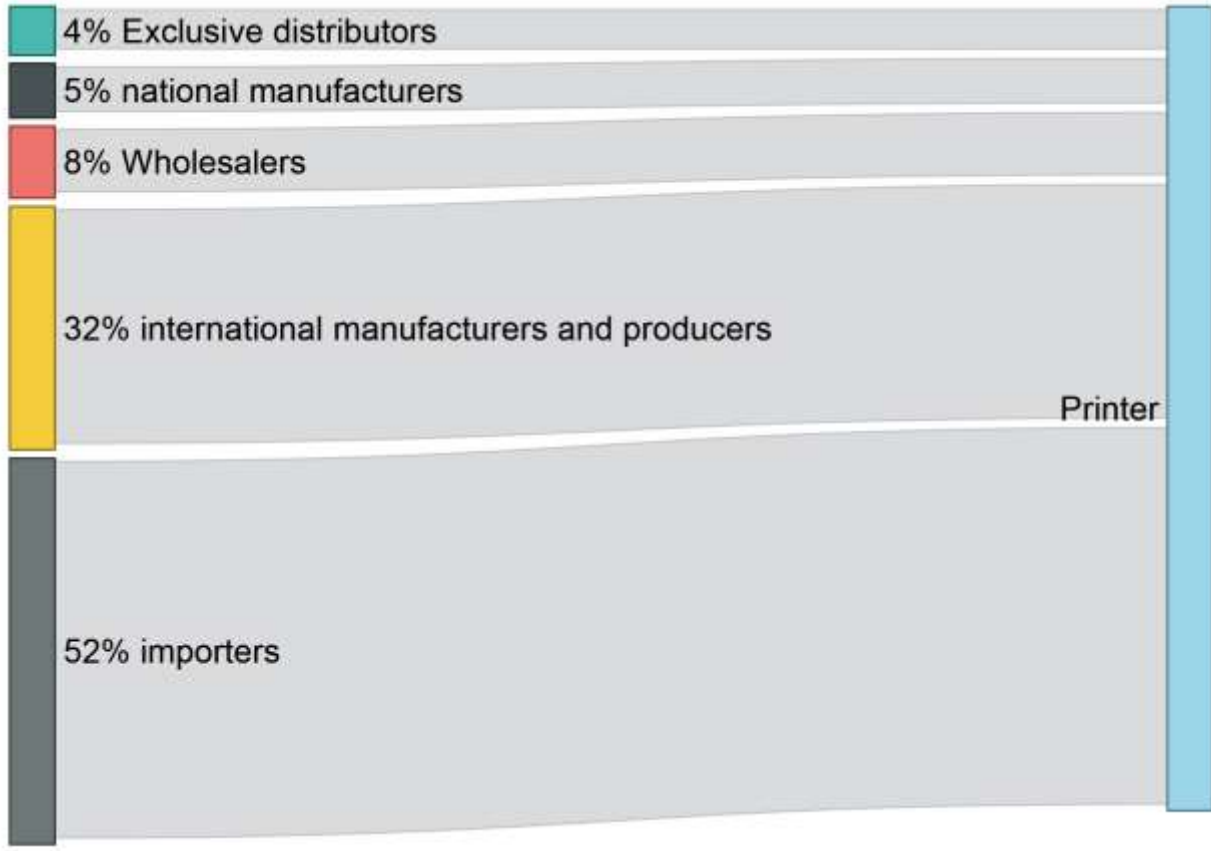 4% Exclusive distributors
5% national manufacturers
8% Wholesalers
32% international manufacturers and producers
Printer
52% importers